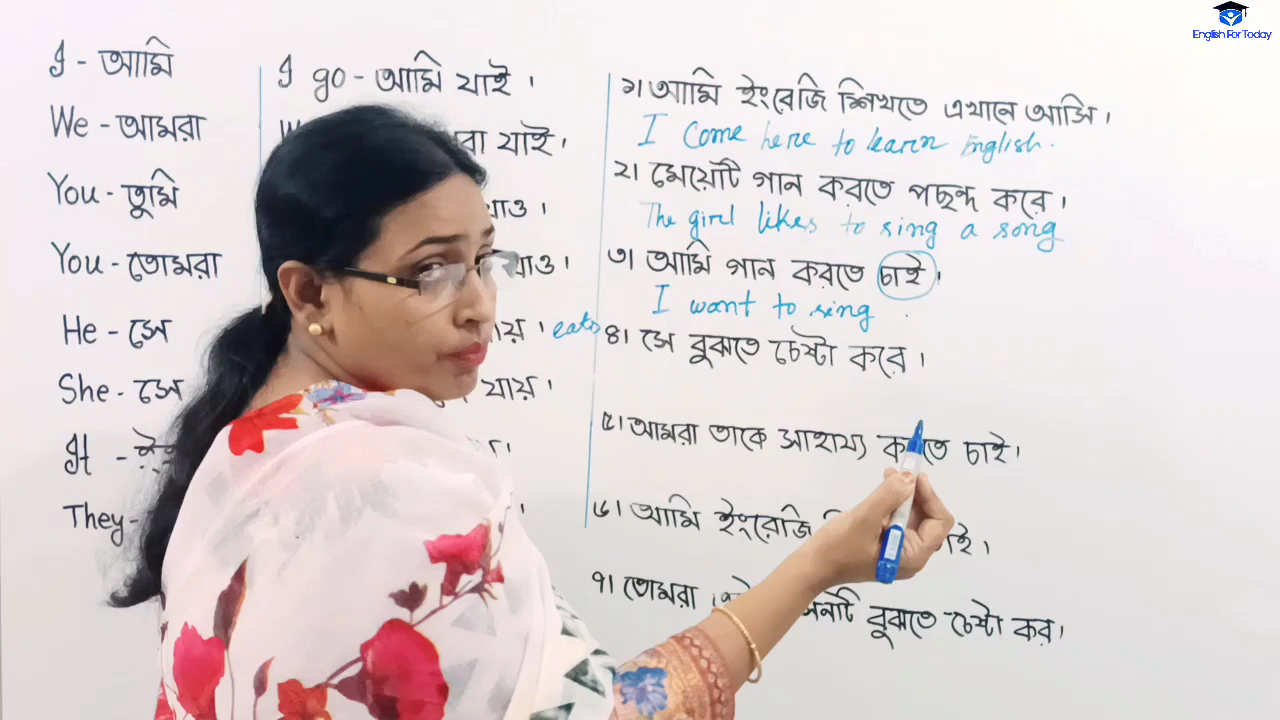 English For Today
I - আমি
We - আমরা
You - তুমি
You - তোমরা
He - সে
She - সে
It -
They -
I go - আমি যাই।
যাই।
eats
১। আমি ইংরেজি শিখতে এখানে আসি।
I come here to learn English.
২। মেয়েটি গান করতে পছন্দ করে।
The girl likes to sing a song
৩। আমি গান করতে চাই।
I want to sing.
৪। সে বুঝতে চেষ্টা করে।
৫। আমরা তাকে সাহায্য করতে চাই।
৬। আমি ইংরেজি
৭। তোমরা বুঝতে চেষ্টা কর।